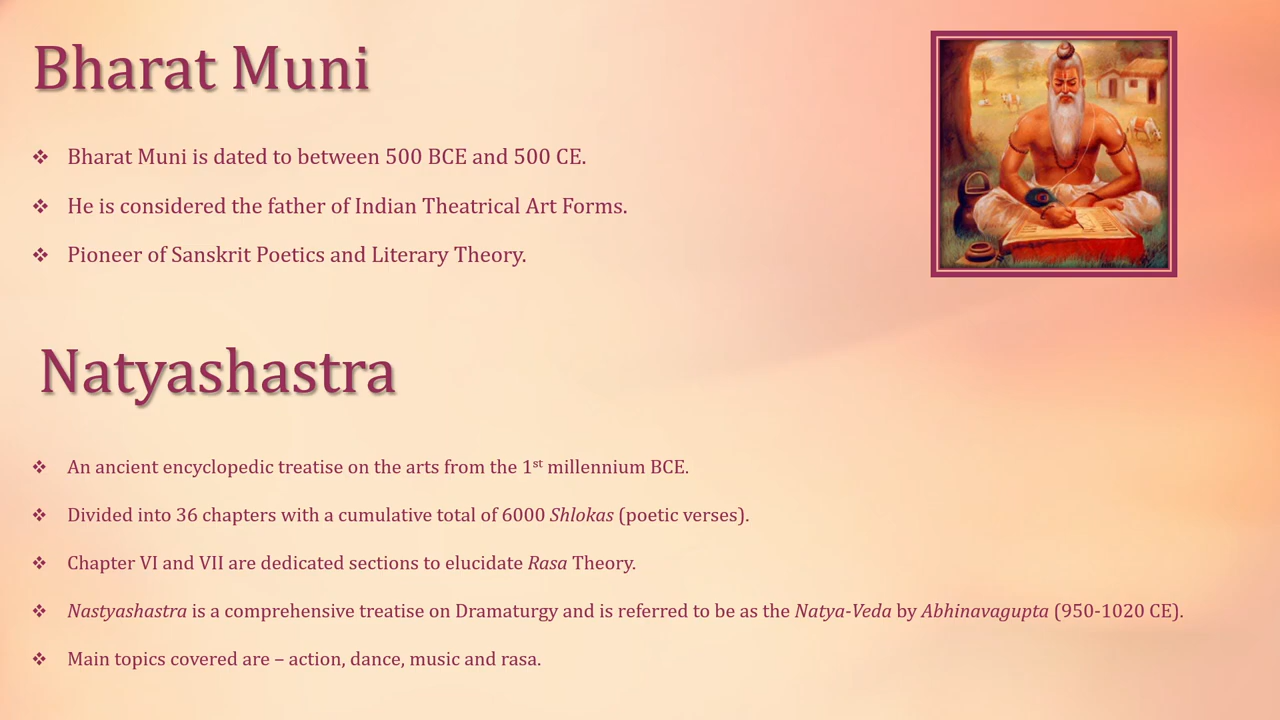 Bharat Muni
❖ Bharat Muni is dated to between 500 BCE and 500 CE.
❖ He is considered the father of Indian Theatrical Art Forms.
❖ Pioneer of Sanskrit Poetics and Literary Theory.
Natyashastra
❖ An ancient encyclopedic treatise on the arts from the 1st millennium BCE.
❖ Divided into 36 chapters with a cumulative total of 6000 Shlokas (poetic verses).
❖ Chapter VI and VII are dedicated sections to elucidate Rasa Theory.
❖ Nastyashastra is a comprehensive treatise on Dramaturgy and is referred to be as the Natya-Veda by Abhinavagupta (950-1020 CE).
❖ Main topics covered are – action, dance, music and rasa.